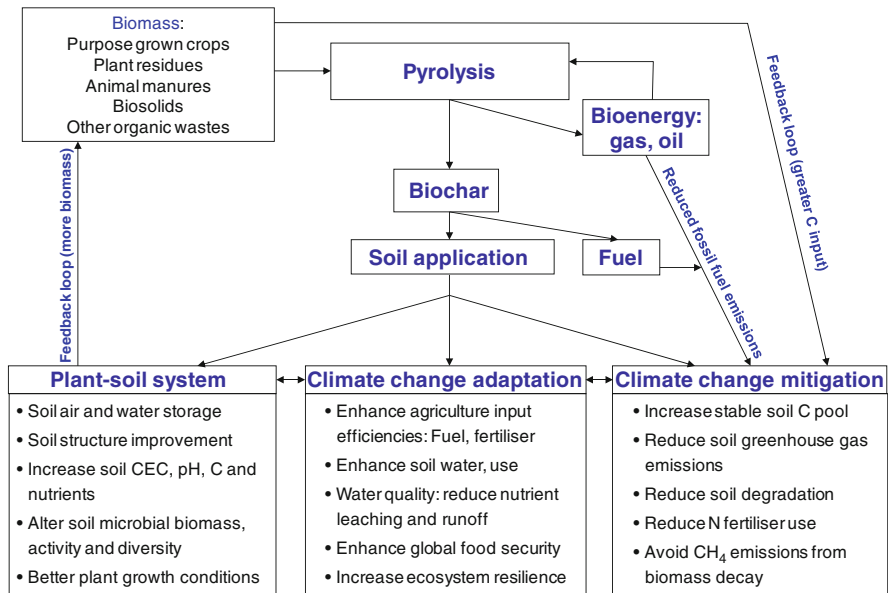 Biomass:
Purpose grown crops
Plant residues
Animal manures
Biosolids
Other organic wastes
Pyrolysis
Bioenergy:
gas, oil
Biochar
Soil application
Fuel
Feedback loop (more biomass)
Reduced fossil fuel emissions
Feedback loop (greater C input)
Plant-soil system
• Soil air and water storage
• Soil structure improvement
• Increase soil CEC, pH, C and
nutrients
• Alter soil microbial biomass,
activity and diversity
• Better plant growth conditions
Climate change adaptation
• Enhance agriculture input
efficiencies: Fuel, fertiliser
• Enhance soil water, use
• Water quality: reduce nutrient
leaching and runoff
• Enhance global food security
• Increase ecosystem resilience
Climate change mitigation
• Increase stable soil C pool
• Reduce soil greenhouse gas
emissions
• Reduce soil degradation
• Reduce N fertiliser use
• Avoid CH₄ emissions from
biomass decay